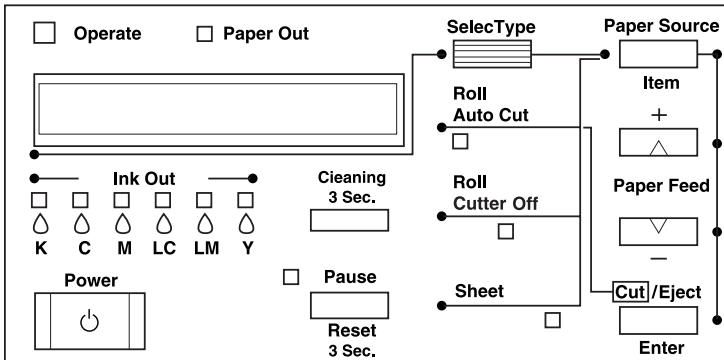 Operate
Paper Out
SelecType
Paper Source
Item
Roll
Auto Cut
+
Ink Out
Cleaning
3 Sec.
Roll
Cutter Off
Paper Feed
K C M LC LM Y
−
Power
Pause
Sheet
Cut/Eject
Reset
3 Sec.
Enter